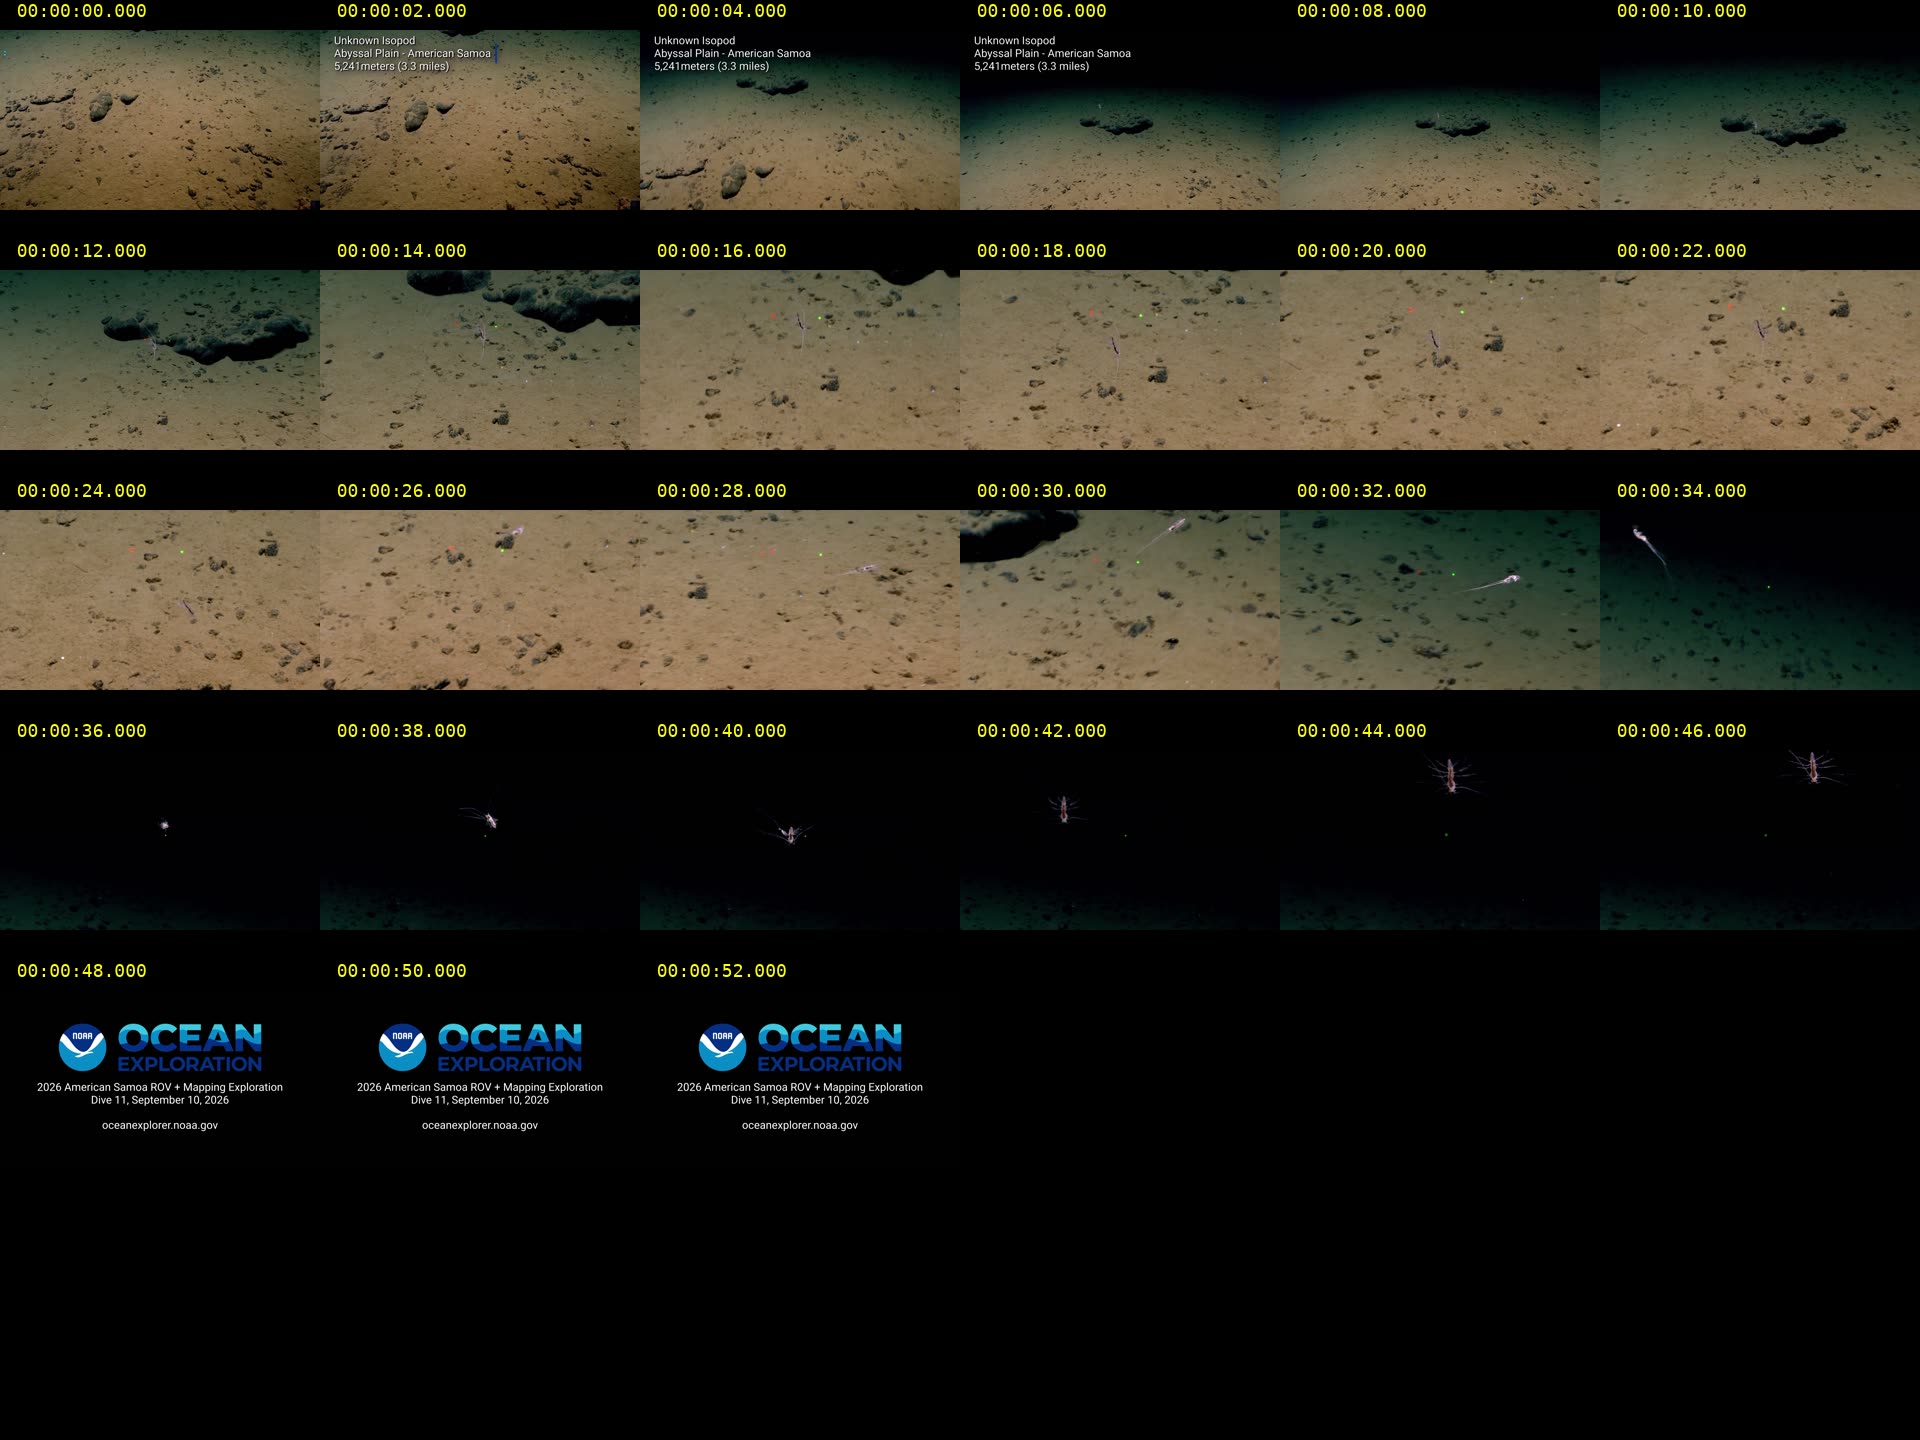 00:00:00.000
00:00:02.000
00:00:04.000
00:00:06.000
00:00:08.000
00:00:10.000
Unknown Isopod
Abyssal Plain - American Samoa
5,241meters (3.3 miles)
Unknown Isopod
Abyssal Plain - American Samoa
5,241meters (3.3 miles)
Unknown Isopod
Abyssal Plain - American Samoa
5,241meters (3.3 miles)
00:00:12.000
00:00:14.000
00:00:16.000
00:00:18.000
00:00:20.000
00:00:22.000
00:00:24.000
00:00:26.000
00:00:28.000
00:00:30.000
00:00:32.000
00:00:34.000
00:00:36.000
00:00:38.000
00:00:40.000
00:00:42.000
00:00:44.000
00:00:46.000
00:00:48.000
00:00:50.000
00:00:52.000
NOAA
OCEAN
EXPLORATION
2026 American Samoa ROV + Mapping Exploration
Dive 11, September 10, 2026
oceanexplorer.noaa.gov
NOAA
OCEAN
EXPLORATION
2026 American Samoa ROV + Mapping Exploration
Dive 11, September 10, 2026
oceanexplorer.noaa.gov
NOAA
OCEAN
EXPLORATION
2026 American Samoa ROV + Mapping Exploration
Dive 11, September 10, 2026
oceanexplorer.noaa.gov